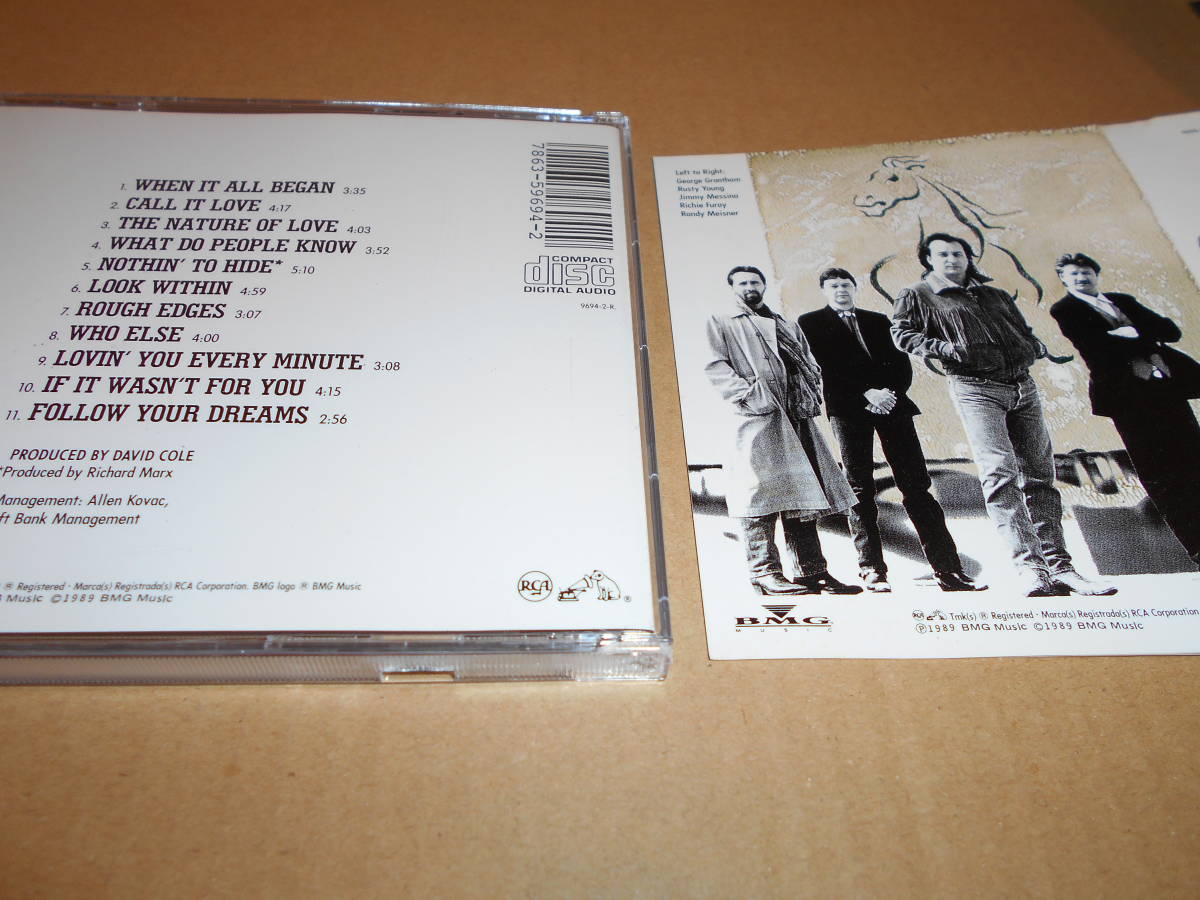 1. WHEN IT ALL BEGAN 3:35
2. CALL IT LOVE 4:17
3. THE NATURE OF LOVE 4:03
4. WHAT DO PEOPLE KNOW 3:52
5. NOTHIN' TO HIDE* 5:10
6. LOOK WITHIN 4:59
7. ROUGH EDGES 3:07
8. WHO ELSE 4:00
9. LOVIN' YOU EVERY MINUTE 3:08
10. IF IT WASN'T FOR YOU 4:15
11. FOLLOW YOUR DREAMS 2:56
PRODUCED BY DAVID COLE
*Produced by Richard Marx
Management: Allen Kovac,
ft Bank Management
® Registered · Marca(s) Registrada(s) RCA Corporation. BMG logo ® BMG Music
Music ©1989 BMG Music
7863-59694-2
COMPACT
disc
DIGITAL AUDIO
9694-2-R
RCA
Left to Right:
George Grantham
Rusty Young
Jimmy Messina
Richie Furay
Randy Meisner
BMG
MUSIC
Tmk(s) ® Registered · Marca(s) Registrada(s) RCA Corporation
℗1989 BMG Music ©1989 BMG Music